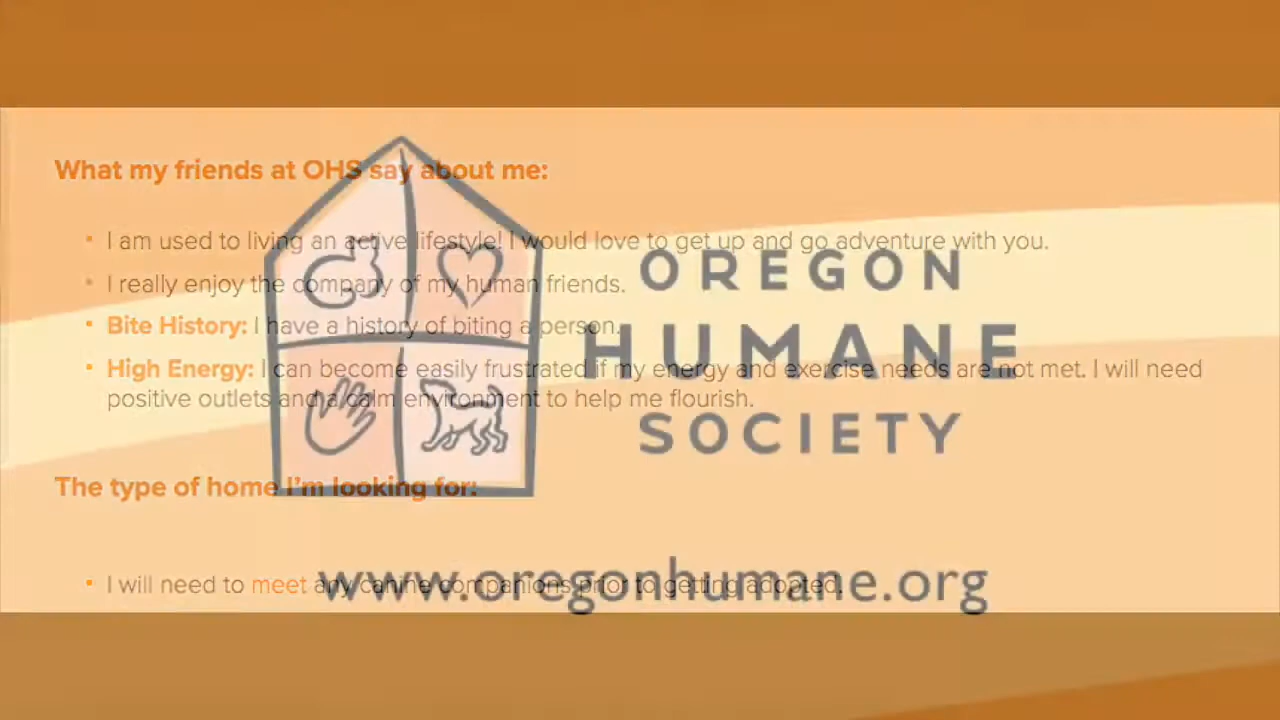 What my friends at OHS say about me:
I am used to living an active lifestyle! I would love to get up and go adventure with you.
I really enjoy the company of my human friends.
Bite History: I have a history of biting a person.
High Energy: I can become easily frustrated if my energy and exercise needs are not met. I will need
positive outlets and a calm environment to help me flourish.
The type of home I'm looking for:
I will need to meet any canine companions prior to getting adopted.
OREGON
HUMANE
SOCIETY
www.oregonhumane.org